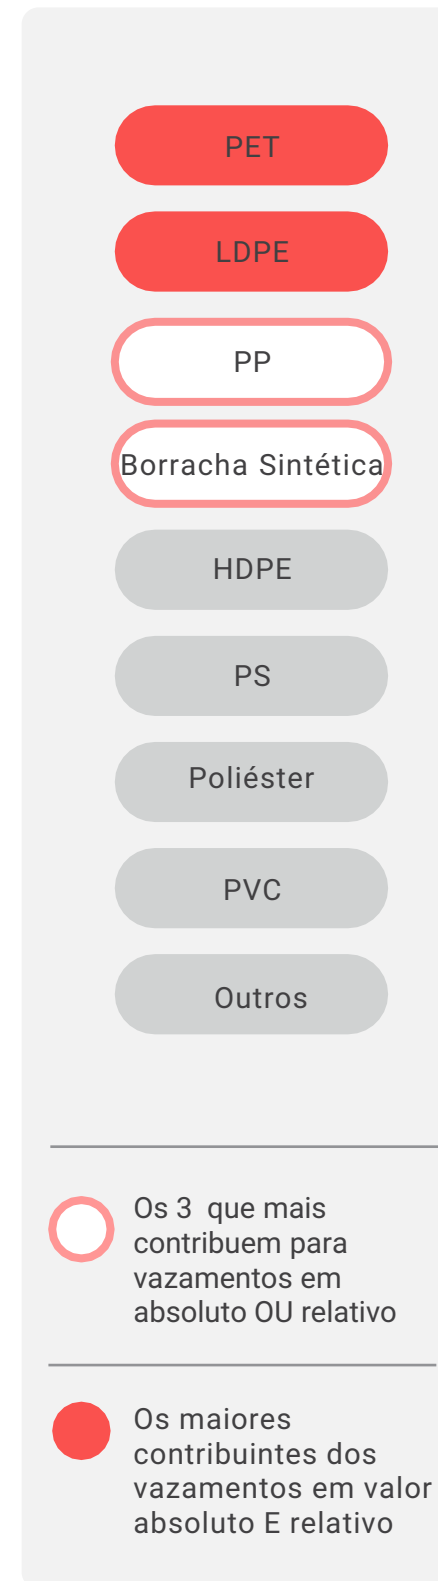 PET
LDPE
PP
Borracha Sintética
HDPE
PS
Poliéster
PVC
Outros
Os 3 que mais
contribuem para
vazamentos em
absoluto OU relativo
Os maiores
contribuintes dos
vazamentos em valor
absoluto E relativo